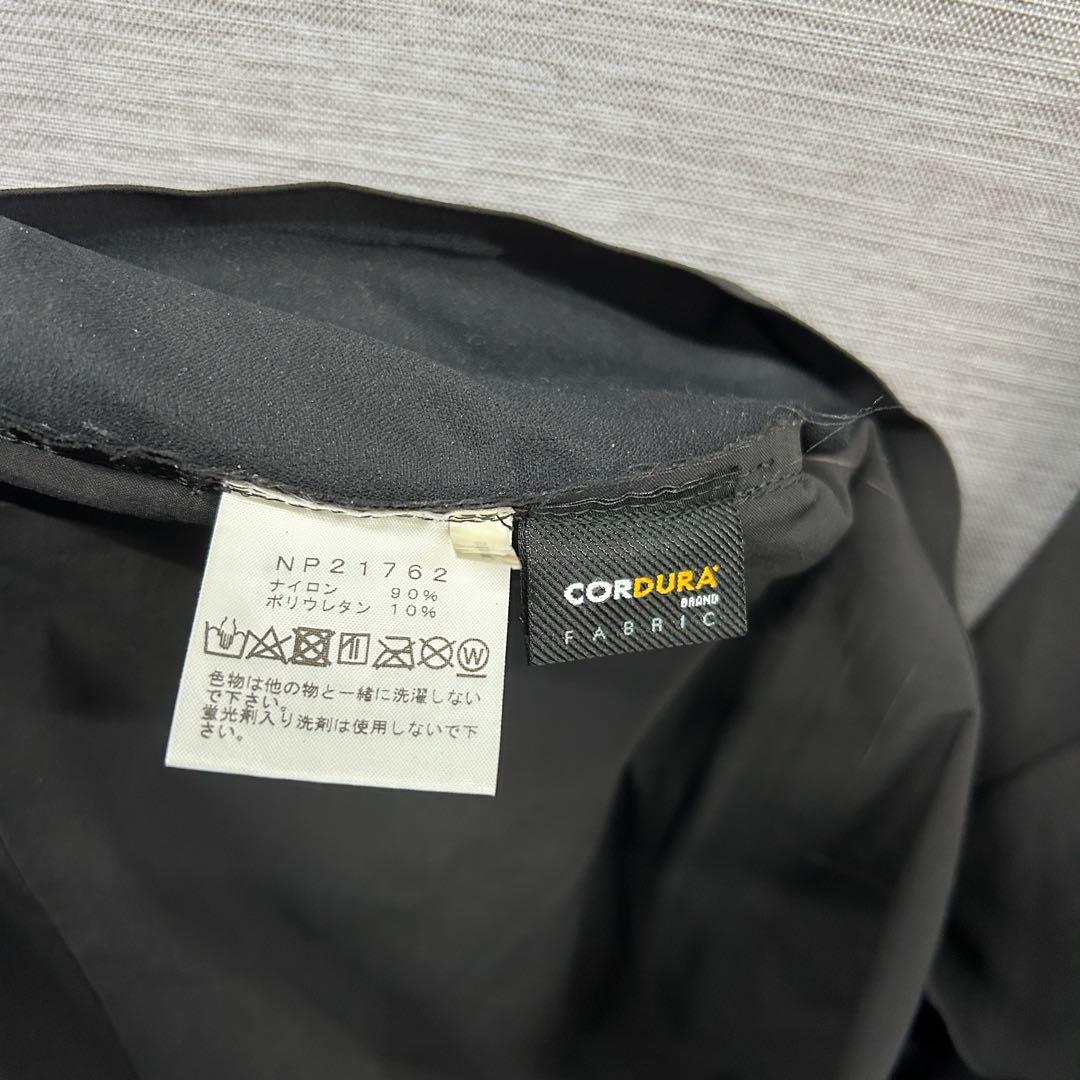 NP21762
ナイロン 90%
ポリウレタン 10%
W
色物は他の物と一緒に洗濯しない
で下さい。
蛍光剤入り洗剤は使用しないで下
さい。
CORDURA
BRAND
FABRIC